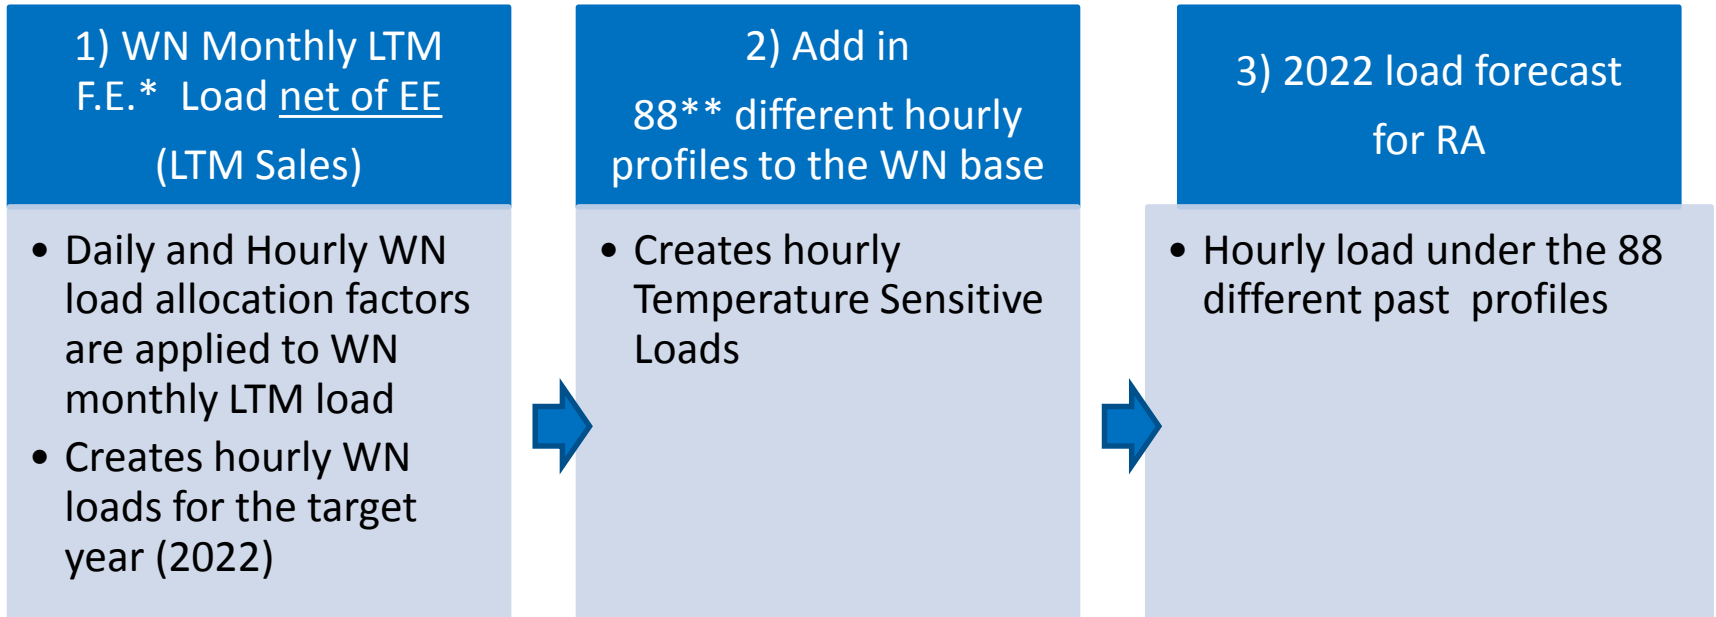 1) WN Monthly LTM
F.E.* Load net of EE
(LTM Sales)
• Daily and Hourly WN
load allocation factors
are applied to WN
monthly LTM load
• Creates hourly WN
loads for the target
year (2022)
2) Add in
88** different hourly
profiles to the WN base
• Creates hourly
Temperature Sensitive
Loads
3) 2022 load forecast
for RA
• Hourly load under the 88
different past profiles